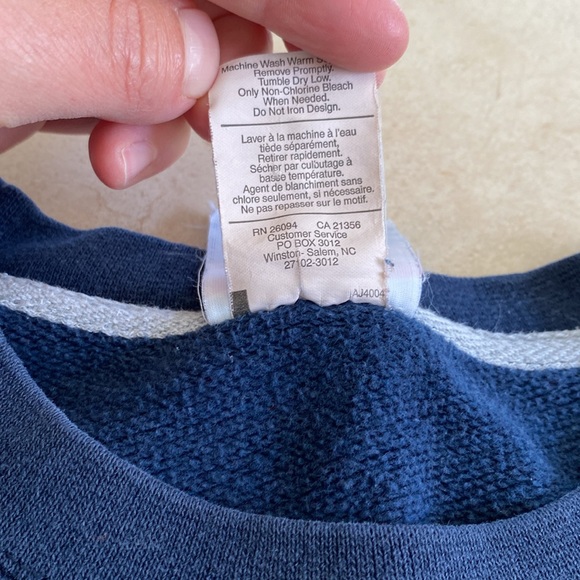 Machine Wash Warm
Remove Promptly.
Tumble Dry Low.
Only Non-Chlorine Bleach
When Needed.
Do Not Iron Design.
Laver à la machine à l'eau
tiède séparément,
Retirer rapidement.
Sécher par culbutage à
basse température.
Agent de blanchiment sans
chlore seulement, si nécessaire.
Ne pas repasser sur le motif.
RN 26094 CA 21356
Customer Service
PO BOX 3012
Winston- Salem, NC
27102-3012
AJ4004